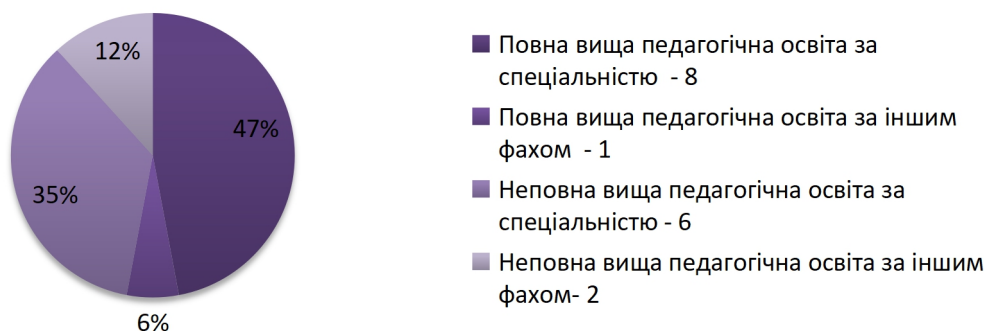 12%
47%
35%
6%
Повна вища педагогічна освіта за
спеціальністю - 8
Повна вища педагогічна освіта за іншим
фахом - 1
Неповна вища педагогічна освіта за
спеціальністю - 6
Неповна вища педагогічна освіта за іншим
фахом- 2